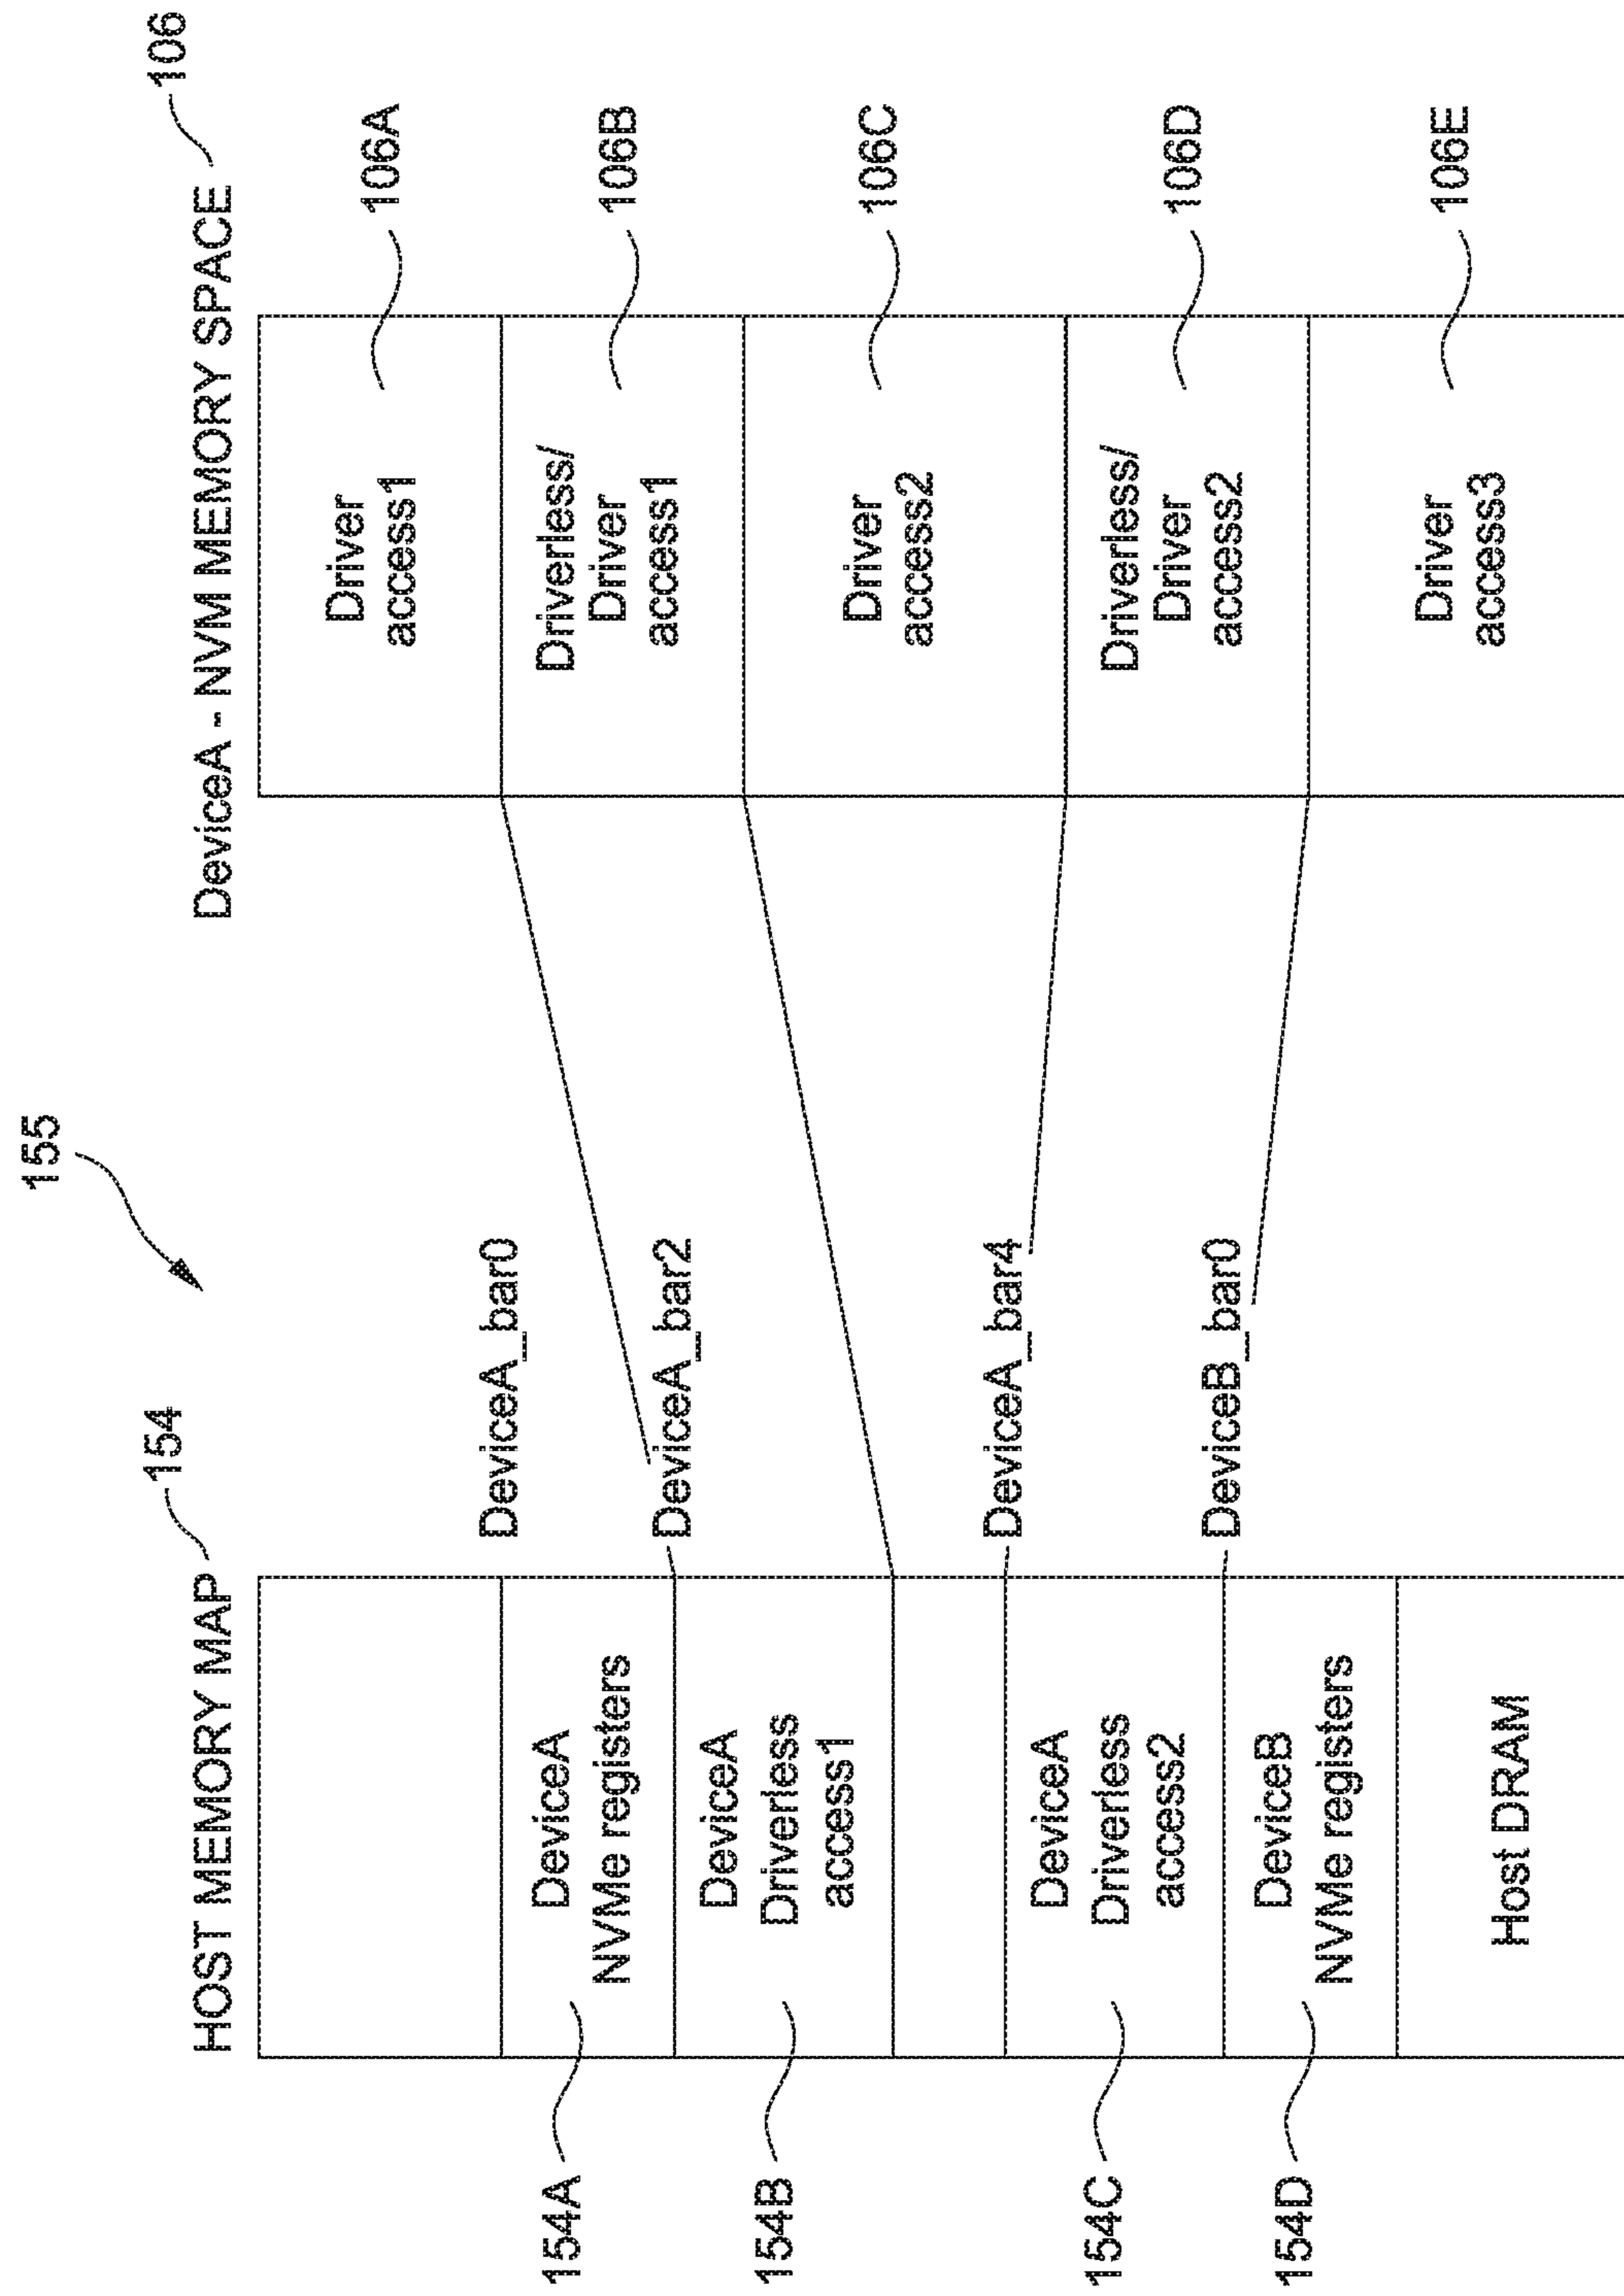 155
HOST MEMORY MAP
154
DeviceA - NVM MEMORY SPACE
106
154A
DeviceA
NVMe registers
154B
DeviceA
Driverless
access1
154C
DeviceA
Driverless
access2
154D
DeviceB
NVMe registers
Host DRAM
DeviceA_bar0
DeviceA_bar2
DeviceA_bar4
DeviceB_bar0
Driver
access1
106A
Driverless/
Driver
access1
106B
Driver
access2
106C
Driverless/
Driver
access2
106D
Driver
access3
106E